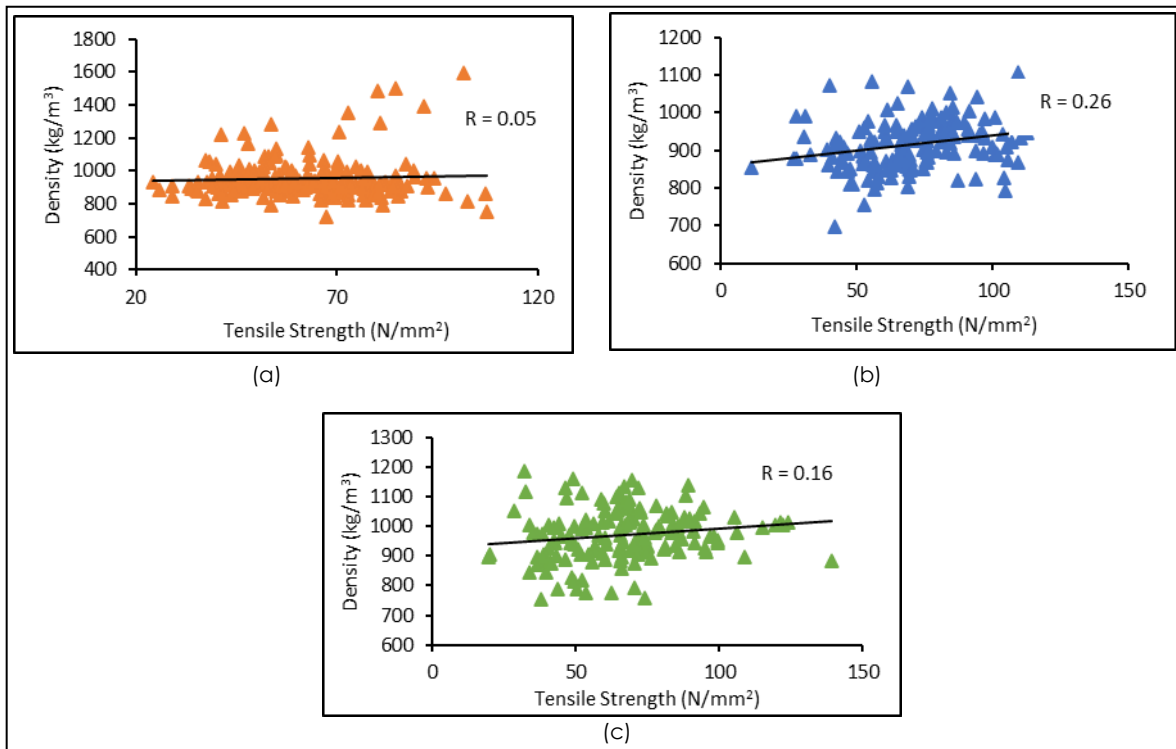 1800
1600
1400
1200
1000
800
600
400
Density (kg/m³)
R = 0.05
20
70
120
Tensile Strength (N/mm²)
(a)
1200
1100
1000
900
800
700
600
Density (kg/m³)
R = 0.26
0
50
100
150
Tensile Strength (N/mm²)
(b)
1300
1200
1100
1000
900
800
700
600
Density (kg/m³)
R = 0.16
0
50
100
150
Tensile Strength (N/mm²)
(c)